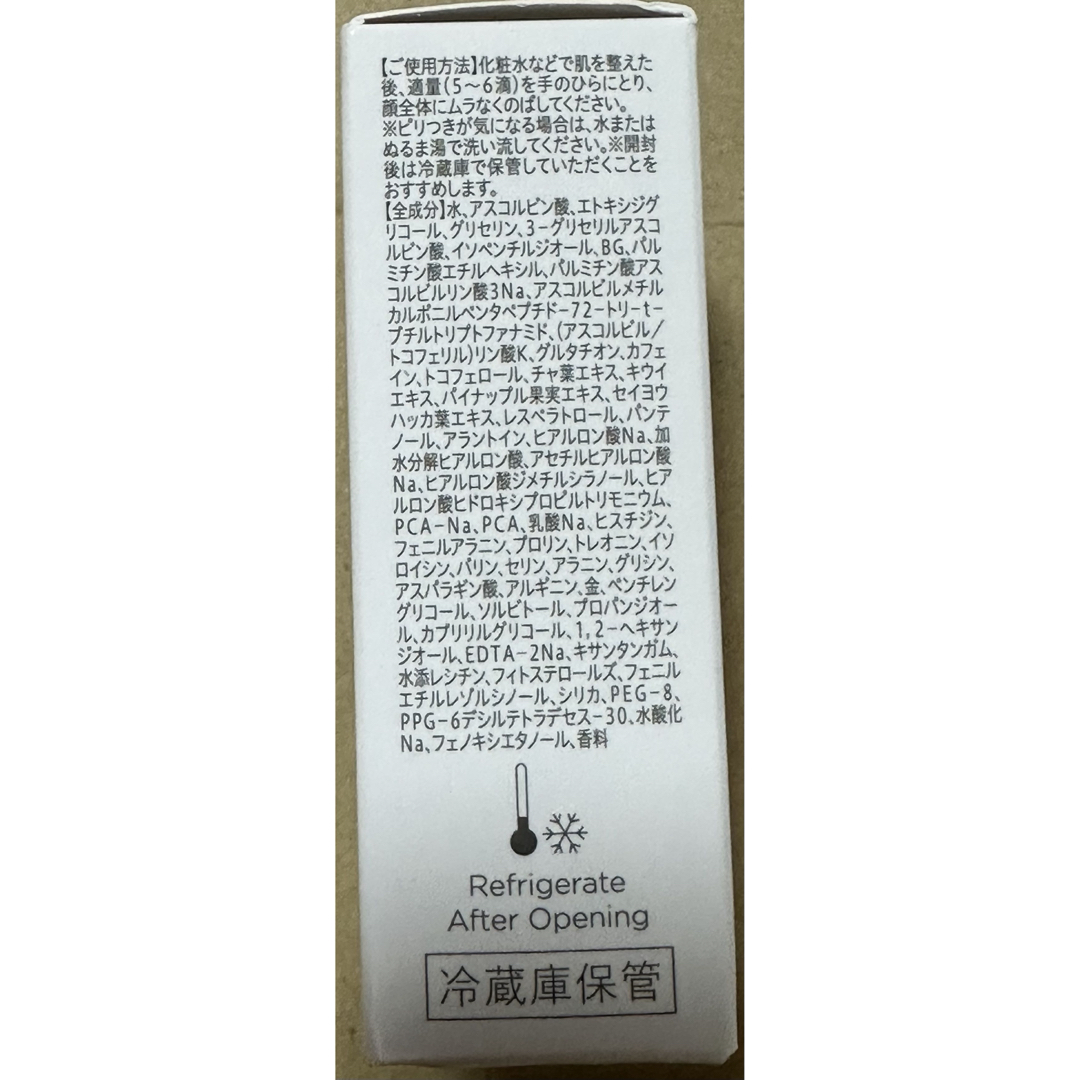 【ご使用方法】化粧水などで肌を整えた
後、適量(5〜6滴)を手のひらにとり、
顔全体にムラなくのばしてください。
※ピリつきが気になる場合は、水または
ぬるま湯で洗い流してください。※開封
後は冷蔵庫で保管していただくことを
おすすめします。
【全成分】水、アスコルビン酸、エトキシジグ
リコール、グリセリン、3-グリセリルアスコ
ルビン酸、イソペンチルジオール、BG、パル
ミチン酸エチルヘキシル、パルミチン酸アス
コルビルリン酸3Na、アスコルビルメチル
カルボニルペンタペプチド-72-トリ-t-
ブチルトリプトファナミド、(アスコルビル/
トコフェリル)リン酸K、グルタチオン、カフェ
イン、トコフェロール、チャ葉エキス、キウイ
エキス、パイナップル果実エキス、セイヨウ
ハッカ葉エキス、レスベラトロール、パンテ
ノール、アラントイン、ヒアルロン酸Na、加
水分解ヒアルロン酸、アセチルヒアルロン酸
Na、ヒアルロン酸ジメチルシラノール、ヒア
ルロン酸ヒドロキシプロピルトリモニウム、
PCA-Na、PCA、乳酸Na、ヒスチジン、
フェニルアラニン、プロリン、トレオニン、イソ
ロイシン、バリン、セリン、アラニン、グリシン、
アスパラギン酸、アルギニン、金、ペンチレン
グリコール、ソルビトール、プロパンジオー
ル、カプリリルグリコール、1,2-ヘキサン
ジオール、EDTA-2Na、キサンタンガム、
水添レシチン、フィトステロールズ、フェニル
エチルレゾルシノール、シリカ、PEG-8、
PPG-6デシルテトラデセス-30、水酸化
Na、フェノキシエタノール、香料
Refrigerate
After Opening
冷蔵庫保管